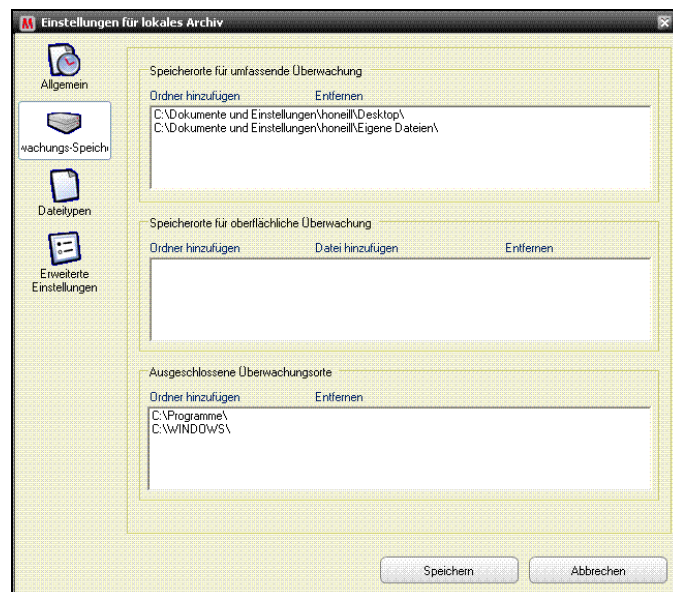 Einstellungen für lokales Archiv
Allgemein
wachungs-Speich
Dateitypen
Erweiterte
Einstellungen
Speicherorte für umfassende Überwachung
Ordner hinzufügen Entfernen
C:\Dokumente und Einstellungen\honeill\Desktop\
C:\Dokumente und Einstellungen\honeill\Eigene Dateien\
Speicherorte für oberflächliche Überwachung
Ordner hinzufügen Datei hinzufügen Entfernen
Ausgeschlossene Überwachungsorte
Ordner hinzufügen Entfernen
C:\Programme\
C:\WINDOWS\
Speichern Abbrechen